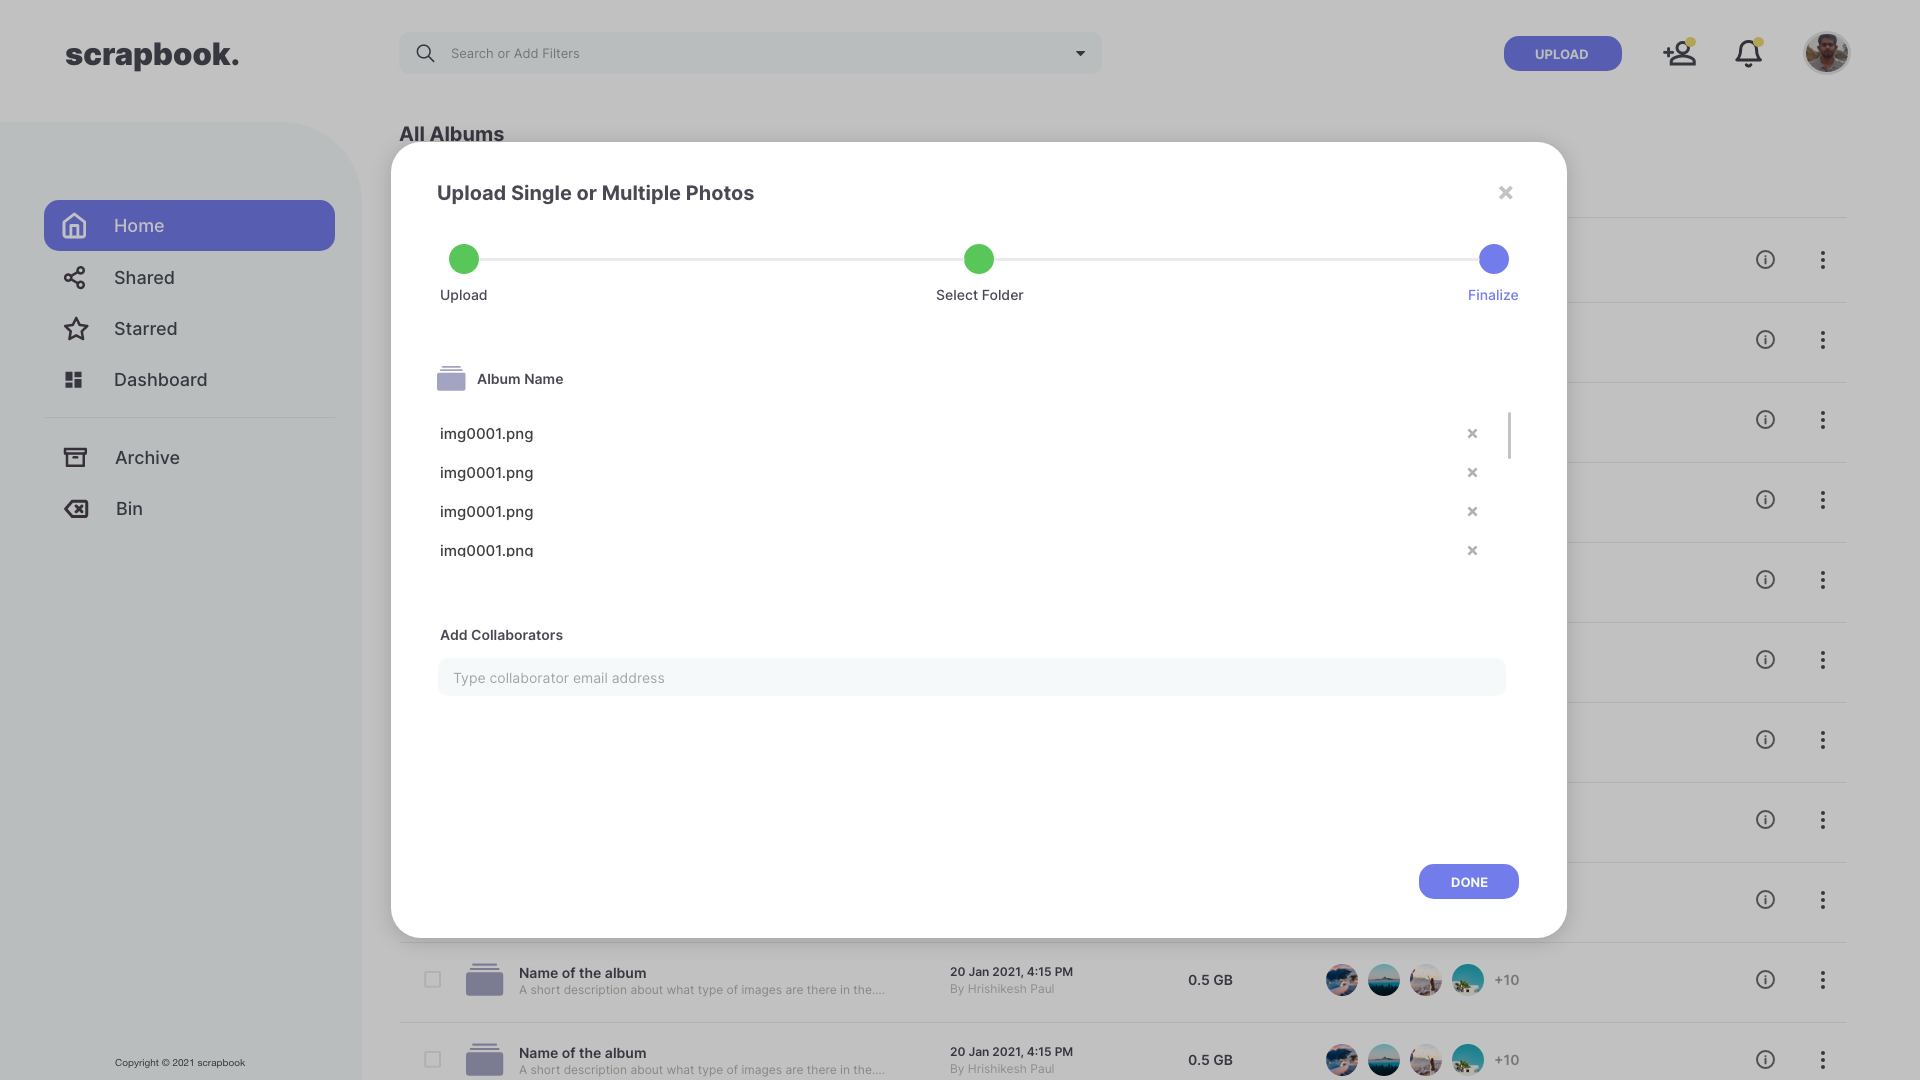 scrapbook.
Search or Add Filters
UPLOAD
All Albums
Home
Shared
Starred
Dashboard
Archive
Bin
Upload Single or Multiple Photos
Upload
Select Folder
Finalize
Album Name
img0001.png
img0001.png
img0001.png
img0001.png
Add Collaborators
Type collaborator email address
DONE
Name of the album
A short description about what type of images are there in the....
20 Jan 2021, 4:15 PM
By Hrishikesh Paul
0.5 GB
+10
Name of the album
A short description about what type of images are there in the....
20 Jan 2021, 4:15 PM
By Hrishikesh Paul
0.5 GB
+10
Copyright © 2021 scrapbook